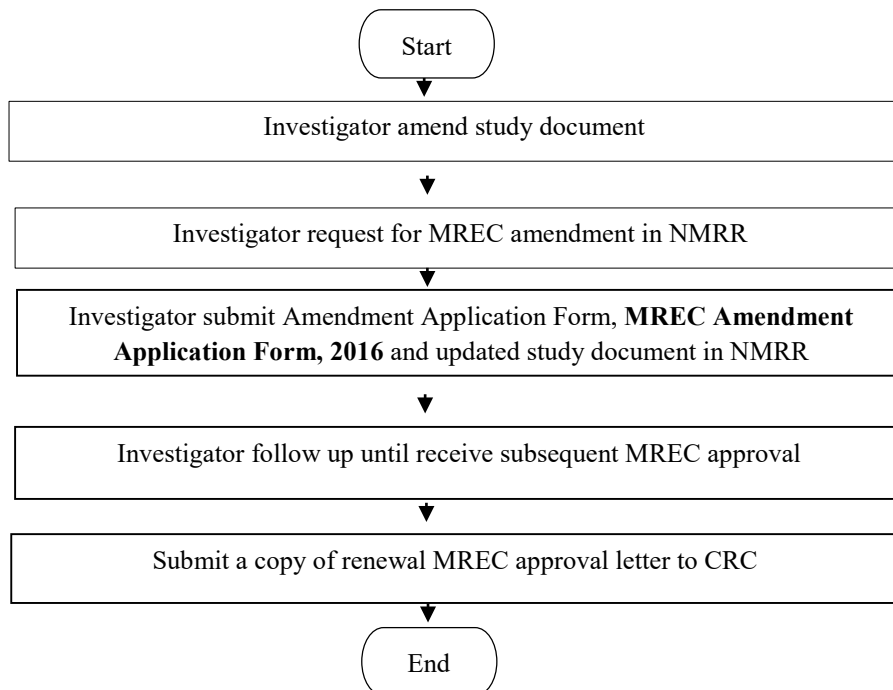 Start
Investigator amend study document
Investigator request for MREC amendment in NMRR
Investigator submit Amendment Application Form, MREC Amendment
Application Form, 2016 and updated study document in NMRR
Investigator follow up until receive subsequent MREC approval
Submit a copy of renewal MREC approval letter to CRC
End